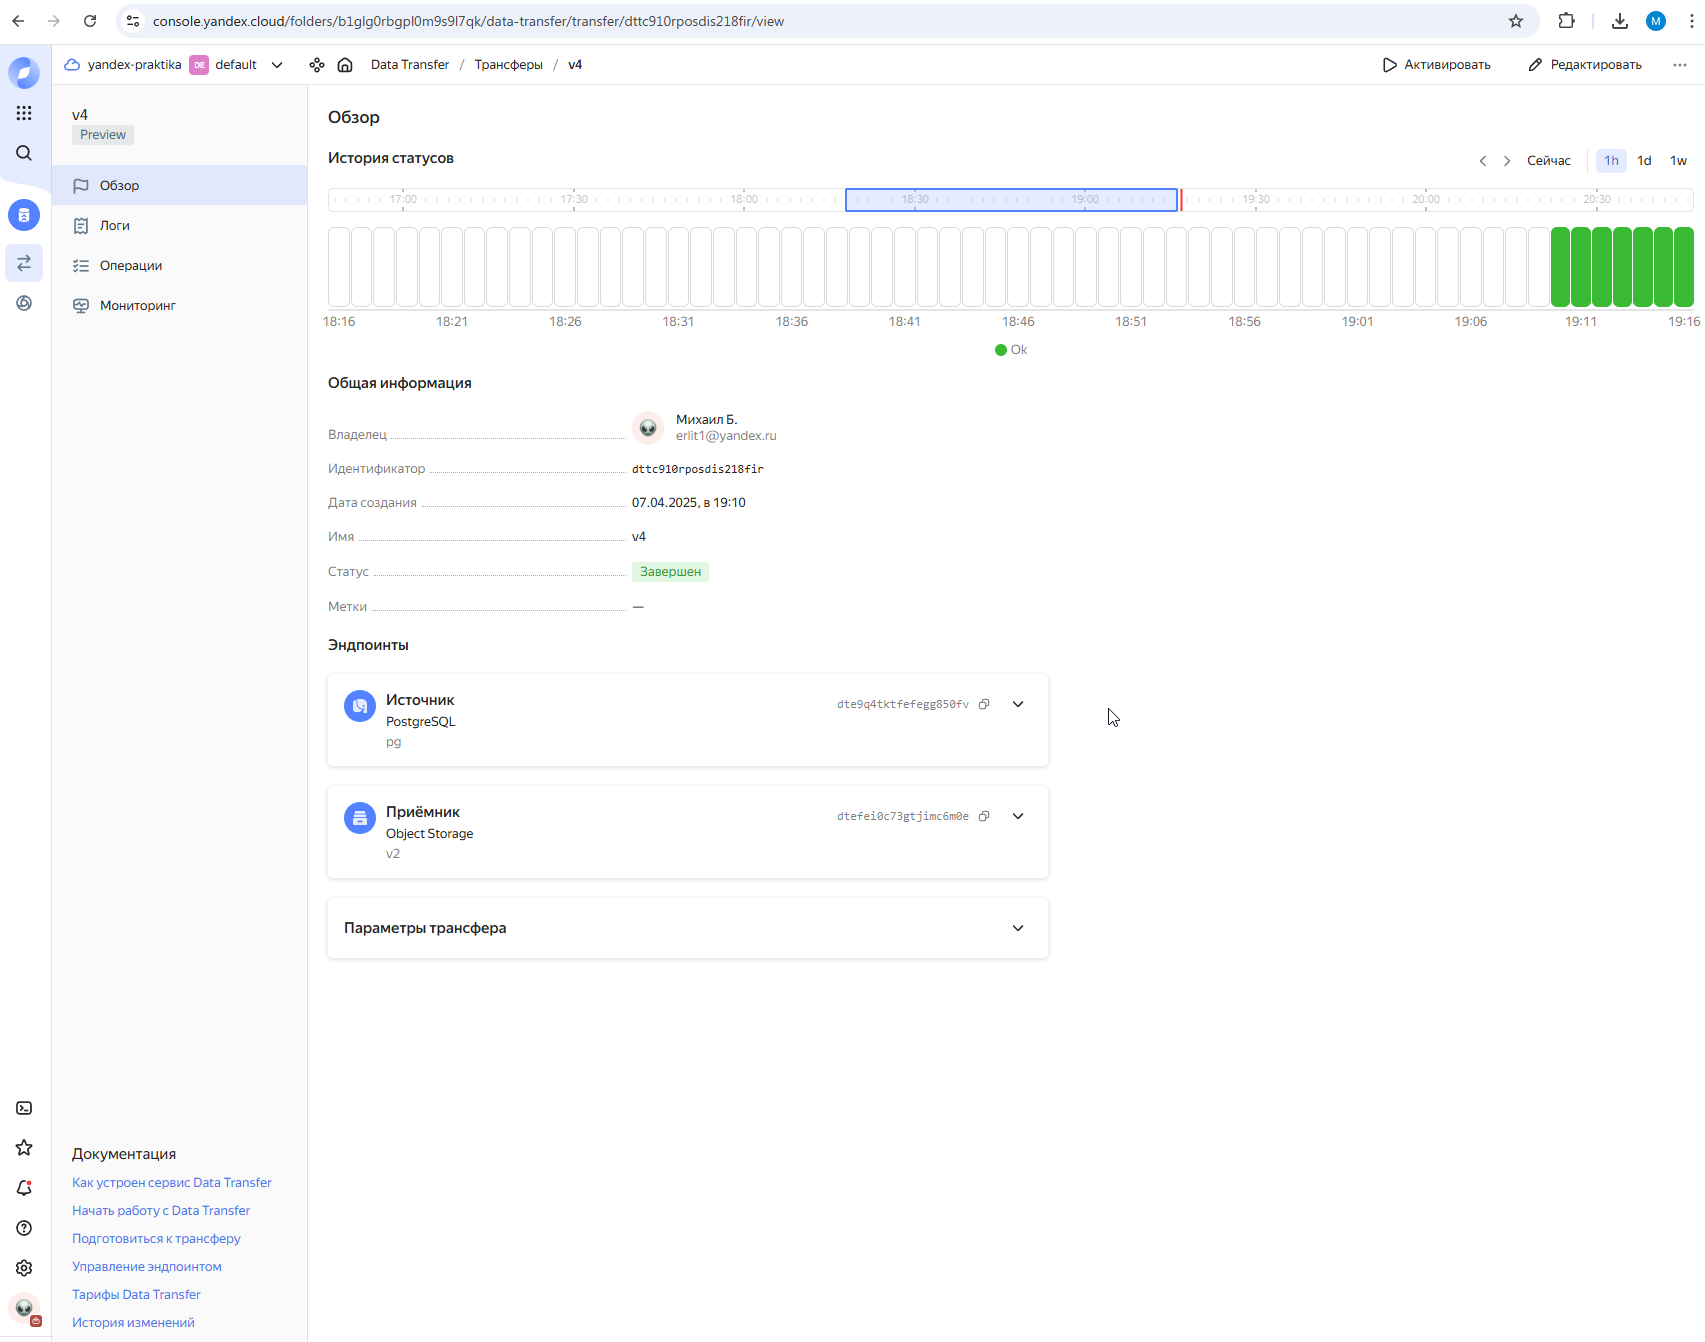 console.yandex.cloud/folders/b1glg0rbgpl0m9s9l7qk/data-transfer/transfer/dttc910rposdis218fir/view
M
yandex-praktika DE default
Data Transfer / Трансферы / v4
Активировать
Редактировать
v4
Preview
Обзор
Логи
Операции
Мониторинг
Обзор
История статусов
Сейчас 1h 1d 1w
17:00 17:30 18:00 18:30 19:00 19:30 20:00 20:30
18:16 18:21 18:26 18:31 18:36 18:41 18:46 18:51 18:56 19:01 19:06 19:11 19:16
Ok
Общая информация
Владелец
Михаил Б.
erlit1@yandex.ru
Идентификатор dttc910rposdis218fir
Дата создания 07.04.2025, в 19:10
Имя v4
Статус Завершен
Метки —
Эндпоинты
Источник dte9q4tktfefegg850fv
PostgreSQL
pg
Приёмник dtefei0c73gtjimc6m0e
Object Storage
v2
Параметры трансфера
Документация
Как устроен сервис Data Transfer
Начать работу с Data Transfer
Подготовиться к трансферу
Управление эндпоинтом
Тарифы Data Transfer
История изменений